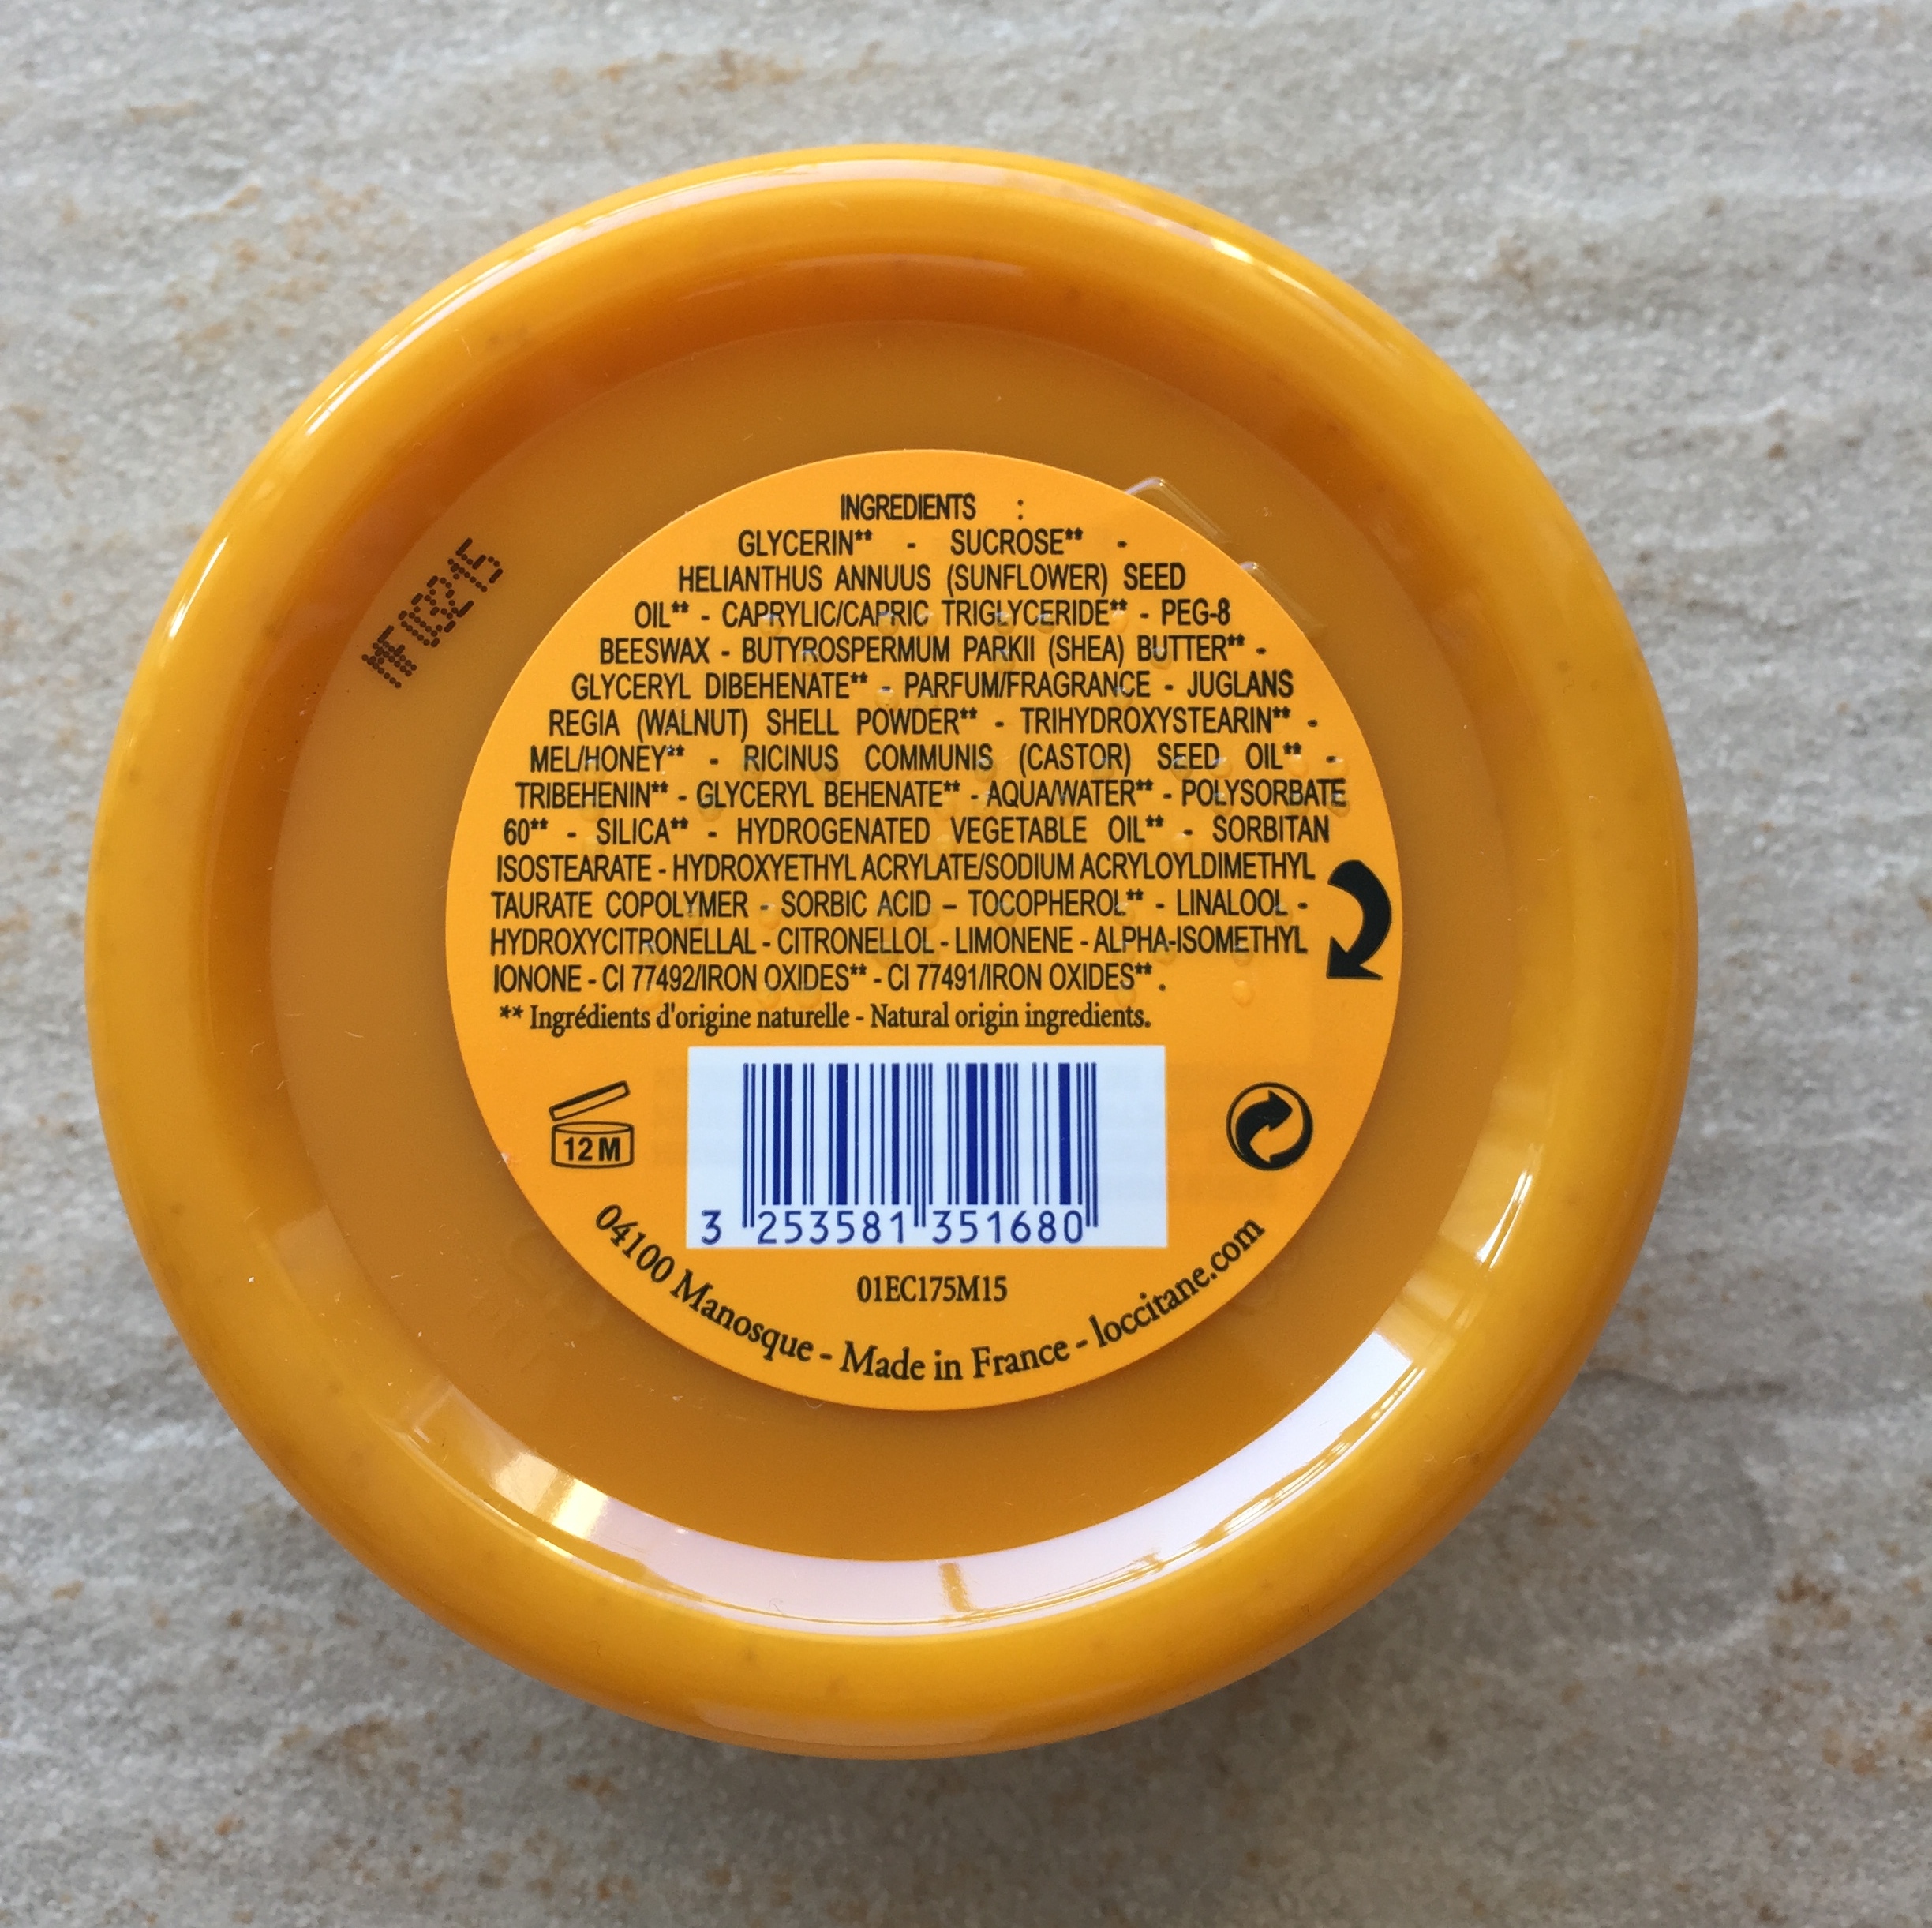 INGREDIENTS :
GLYCERIN** - SUCROSE** -
HELIANTHUS ANNUUS (SUNFLOWER) SEED
OIL** - CAPRYLIC/CAPRIC TRIGLYCERIDE** - PEG-8
BEESWAX - BUTYROSPERMUM PARKII (SHEA) BUTTER** -
GLYCERYL DIBEHENATE** - PARFUM/FRAGRANCE - JUGLANS
REGIA (WALNUT) SHELL POWDER** - TRIHYDROXYSTEARIN** -
MEL/HONEY** - RICINUS COMMUNIS (CASTOR) SEED OIL** -
TRIBEHENIN** - GLYCERYL BEHENATE** - AQUA/WATER** - POLYSORBATE
60** - SILICA** - HYDROGENATED VEGETABLE OIL** - SORBITAN
ISOSTEARATE - HYDROXYETHYL ACRYLATE/SODIUM ACRYLOYLDIMETHYL
TAURATE COPOLYMER - SORBIC ACID – TOCOPHEROL** - LINALOOL -
HYDROXYCITRONELLAL - CITRONELLOL - LIMONENE - ALPHA-ISOMETHYL
IONONE - CI 77492/IRON OXIDES** - CI 77491/IRON OXIDES** .
** Ingrédients d'origine naturelle - Natural origin ingredients.
12 M
3 253581 351680
01EC175M15
04100 Manosque - Made in France - loccitane.com